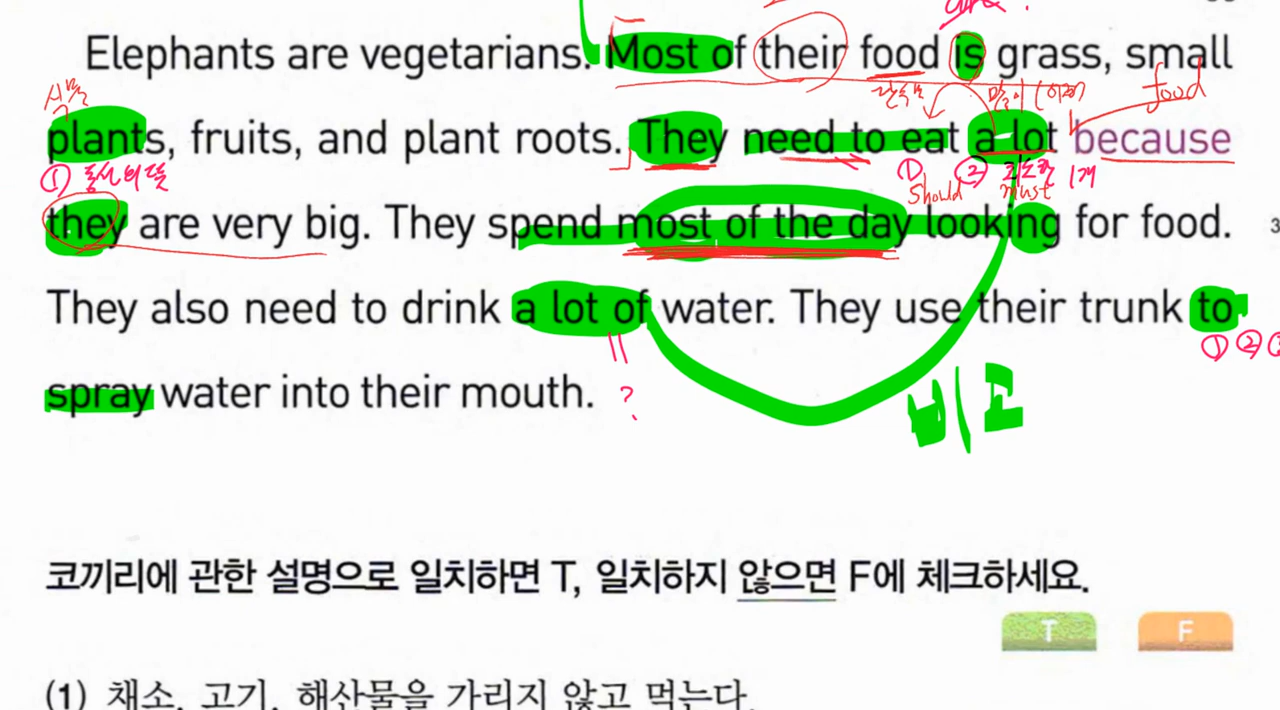 Elephants are vegetarians. Most of their food is grass, small
식물
food
plants, fruits, and plant roots. They need to eat a lot because
① ① ② 1개
should must
they are very big. They spend most of the day looking for food.
3
They also need to drink a lot of water. They use their trunk to
① ②
spray water into their mouth.
?
비교
코끼리에 관한 설명으로 일치하면 T, 일치하지 않으면 F에 체크하세요.
T F
(1) 채소, 고기, 해산물을 가리지 않고 먹는다.